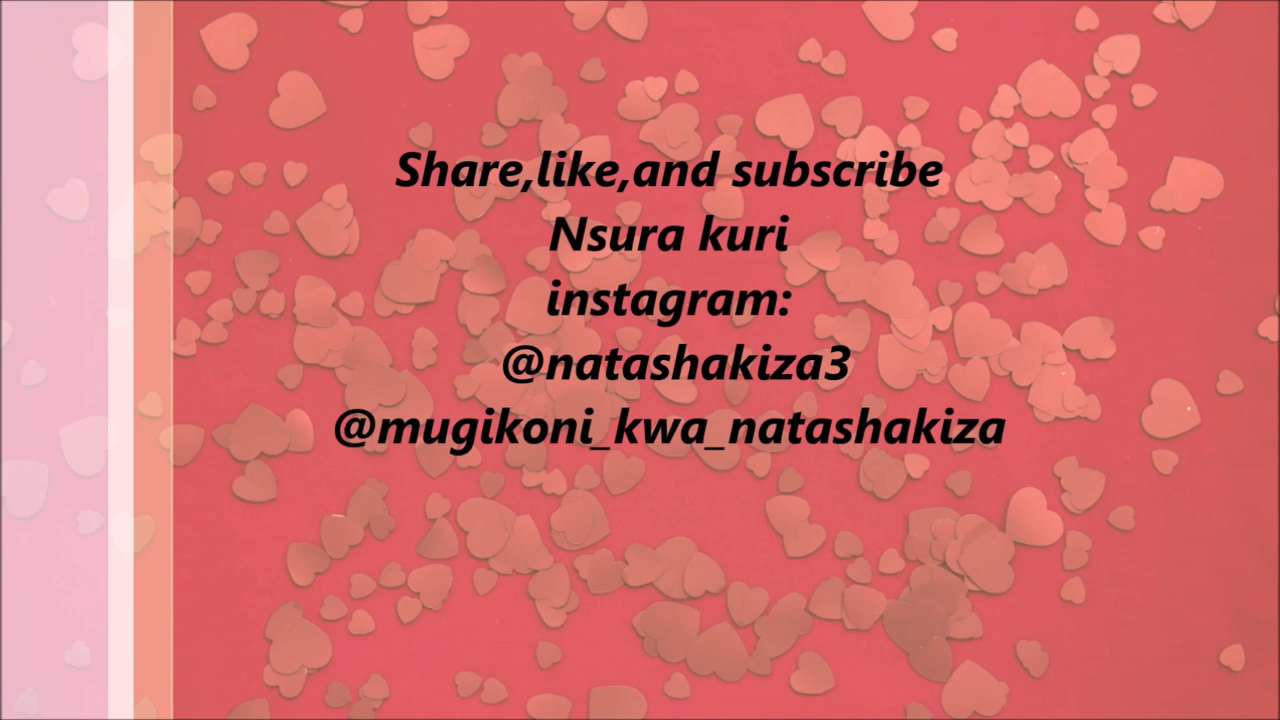 Share,like,and subscribe
Nsura kuri
instagram:
@natashakiza3
@mugikoni_kwa_natashakiza